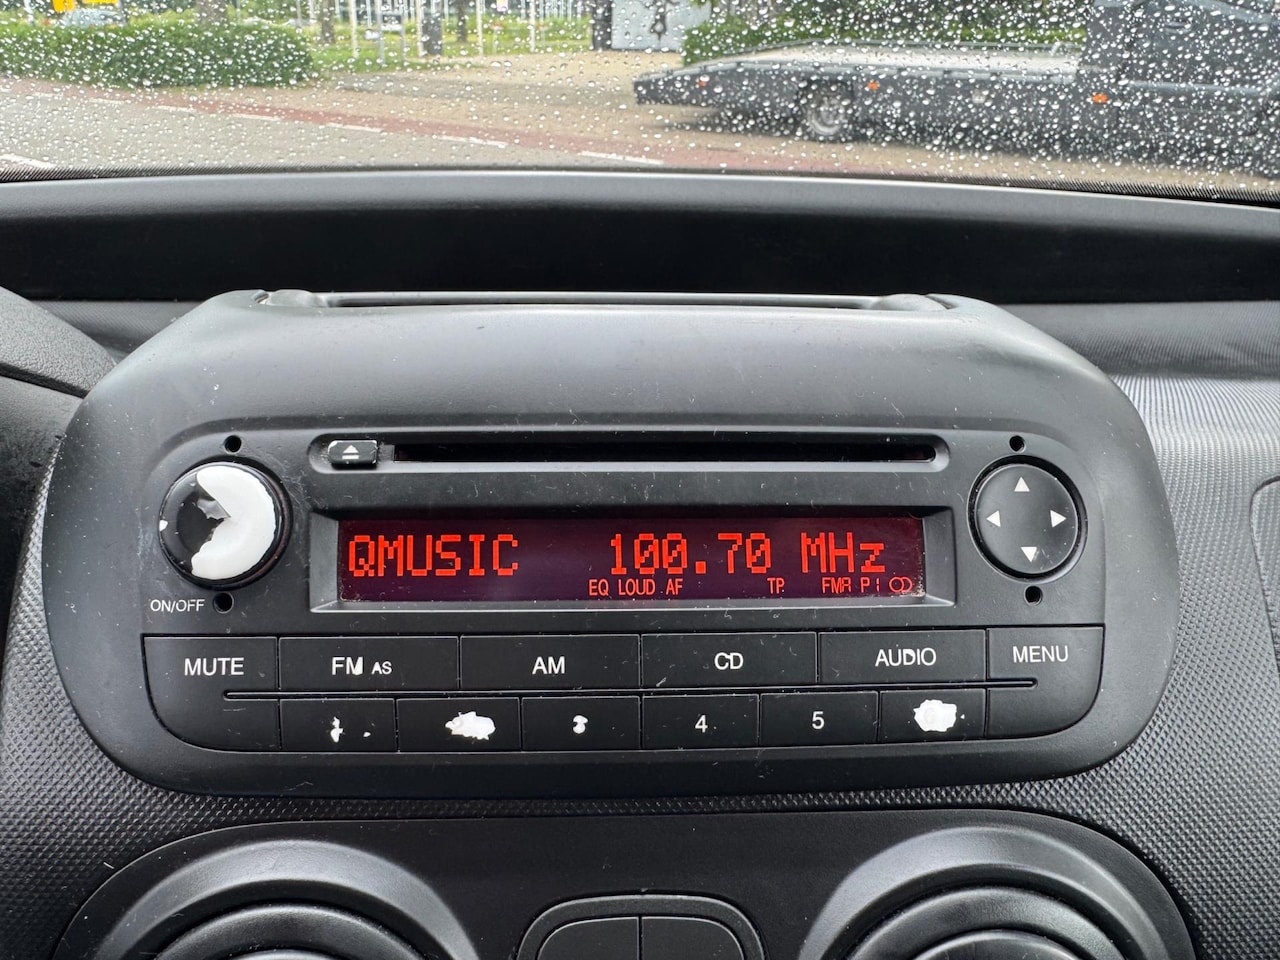 QMUSIC 100.70 MHz
EQ LOUD AF TP FMA P1
ON/OFF
MUTE FM AS AM CD AUDIO MENU
4 5